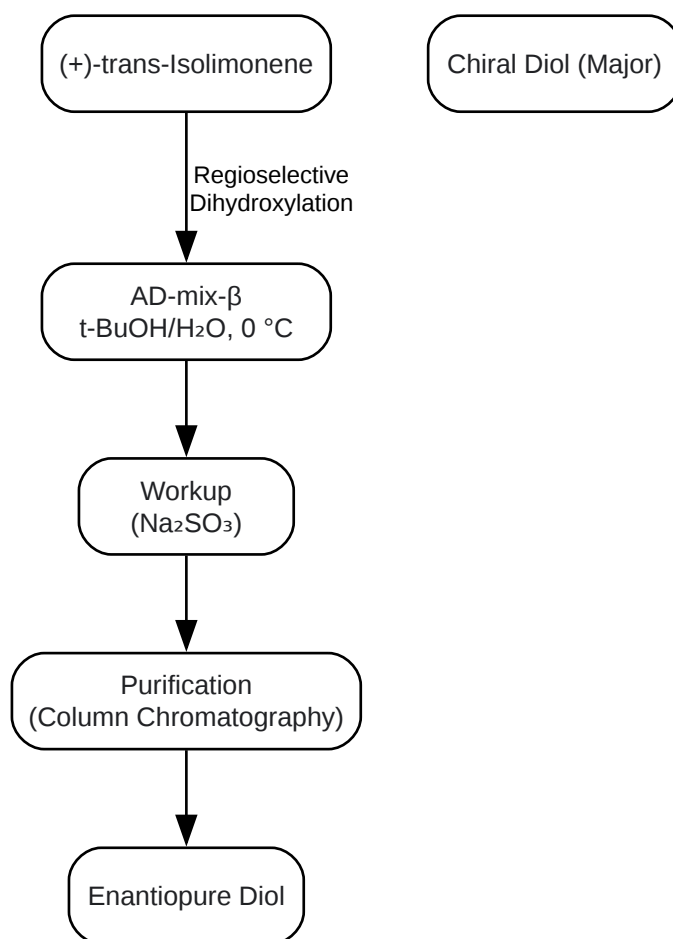 (+)-trans-Isolimonene
Chiral Diol (Major)
Regioselective
Dihydroxylation
AD-mix-β
t-BuOH/H₂O, 0 °C
Workup
(Na₂SO₃)
Purification
(Column Chromatography)
Enantiopure Diol